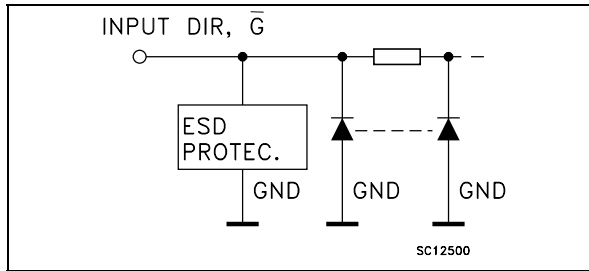 INPUT DIR, G̅
ESD
PROTEC.
GND
GND
GND
SC12500